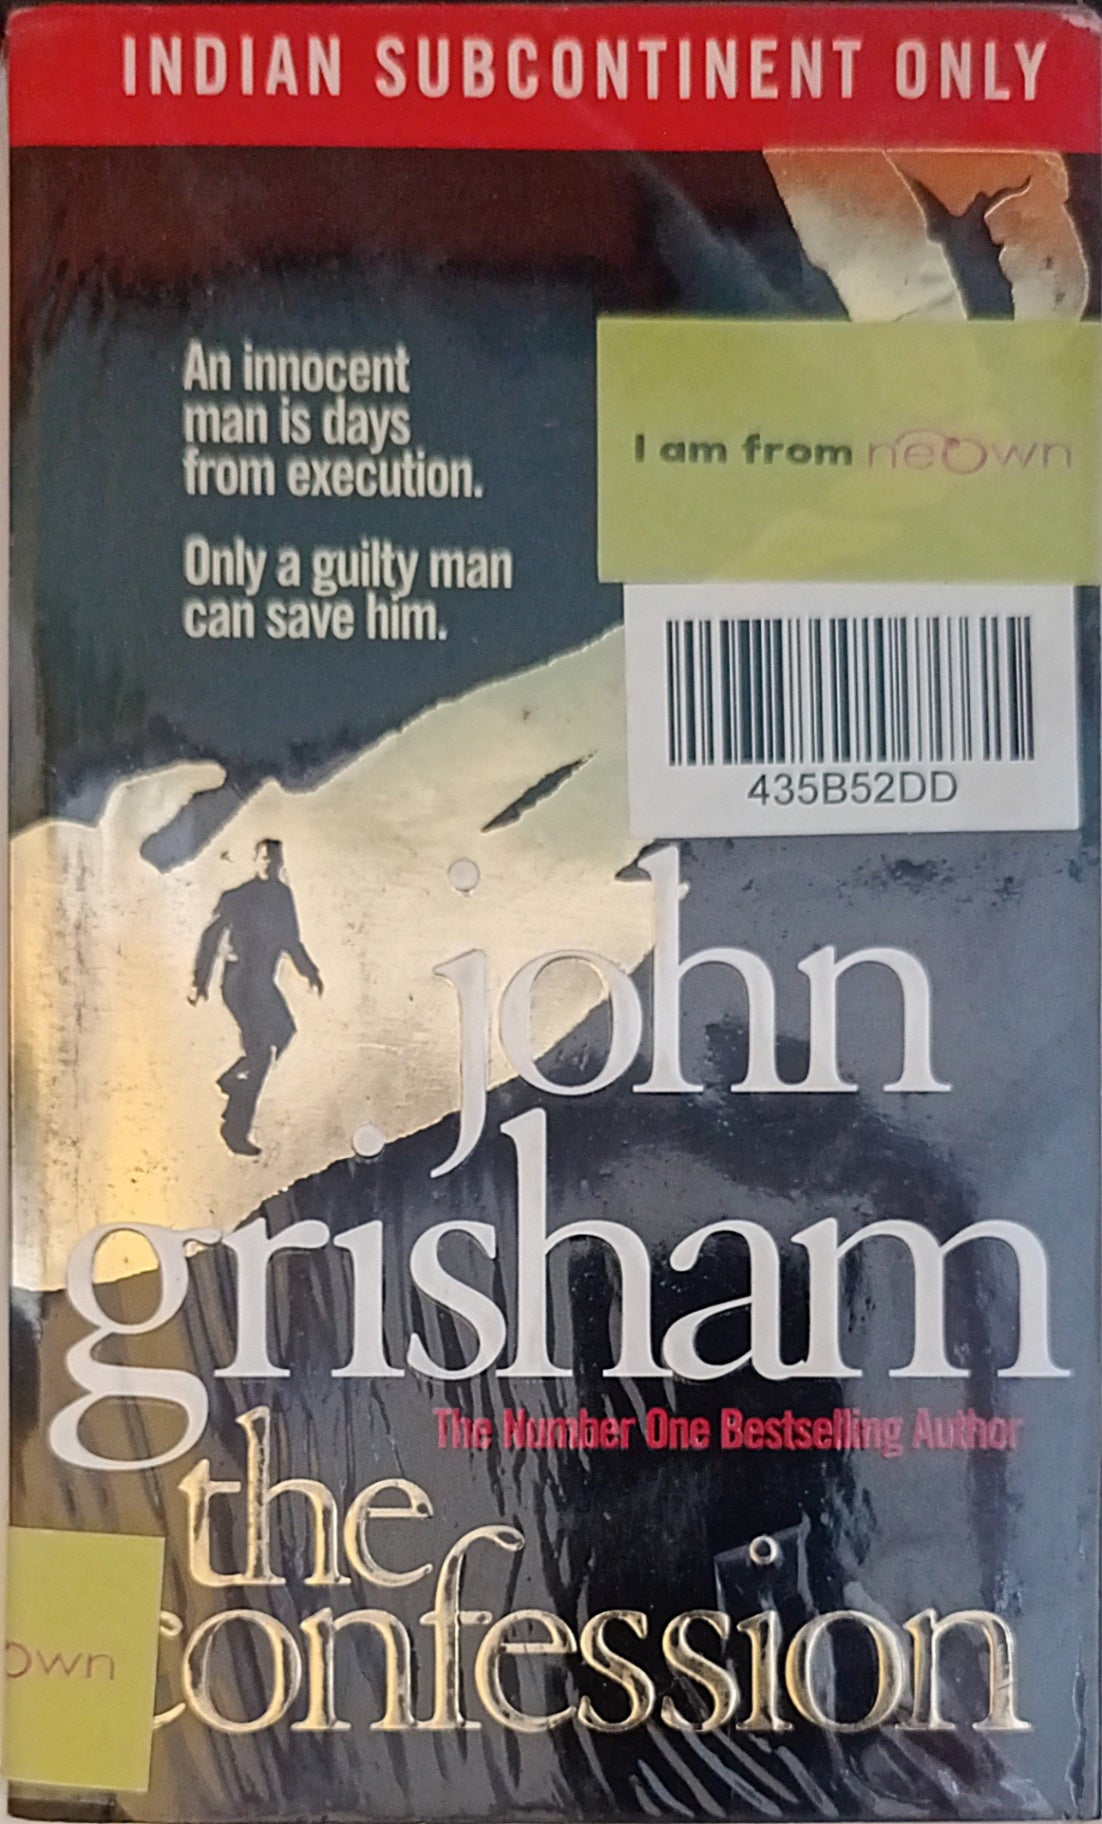 INDIAN SUBCONTINENT ONLY
An innocent
man is days
from execution.
Only a guilty man
can save him.
I am from neOwn
435B52DD
john
grisham
The Number One Bestselling Author
the
confession
own